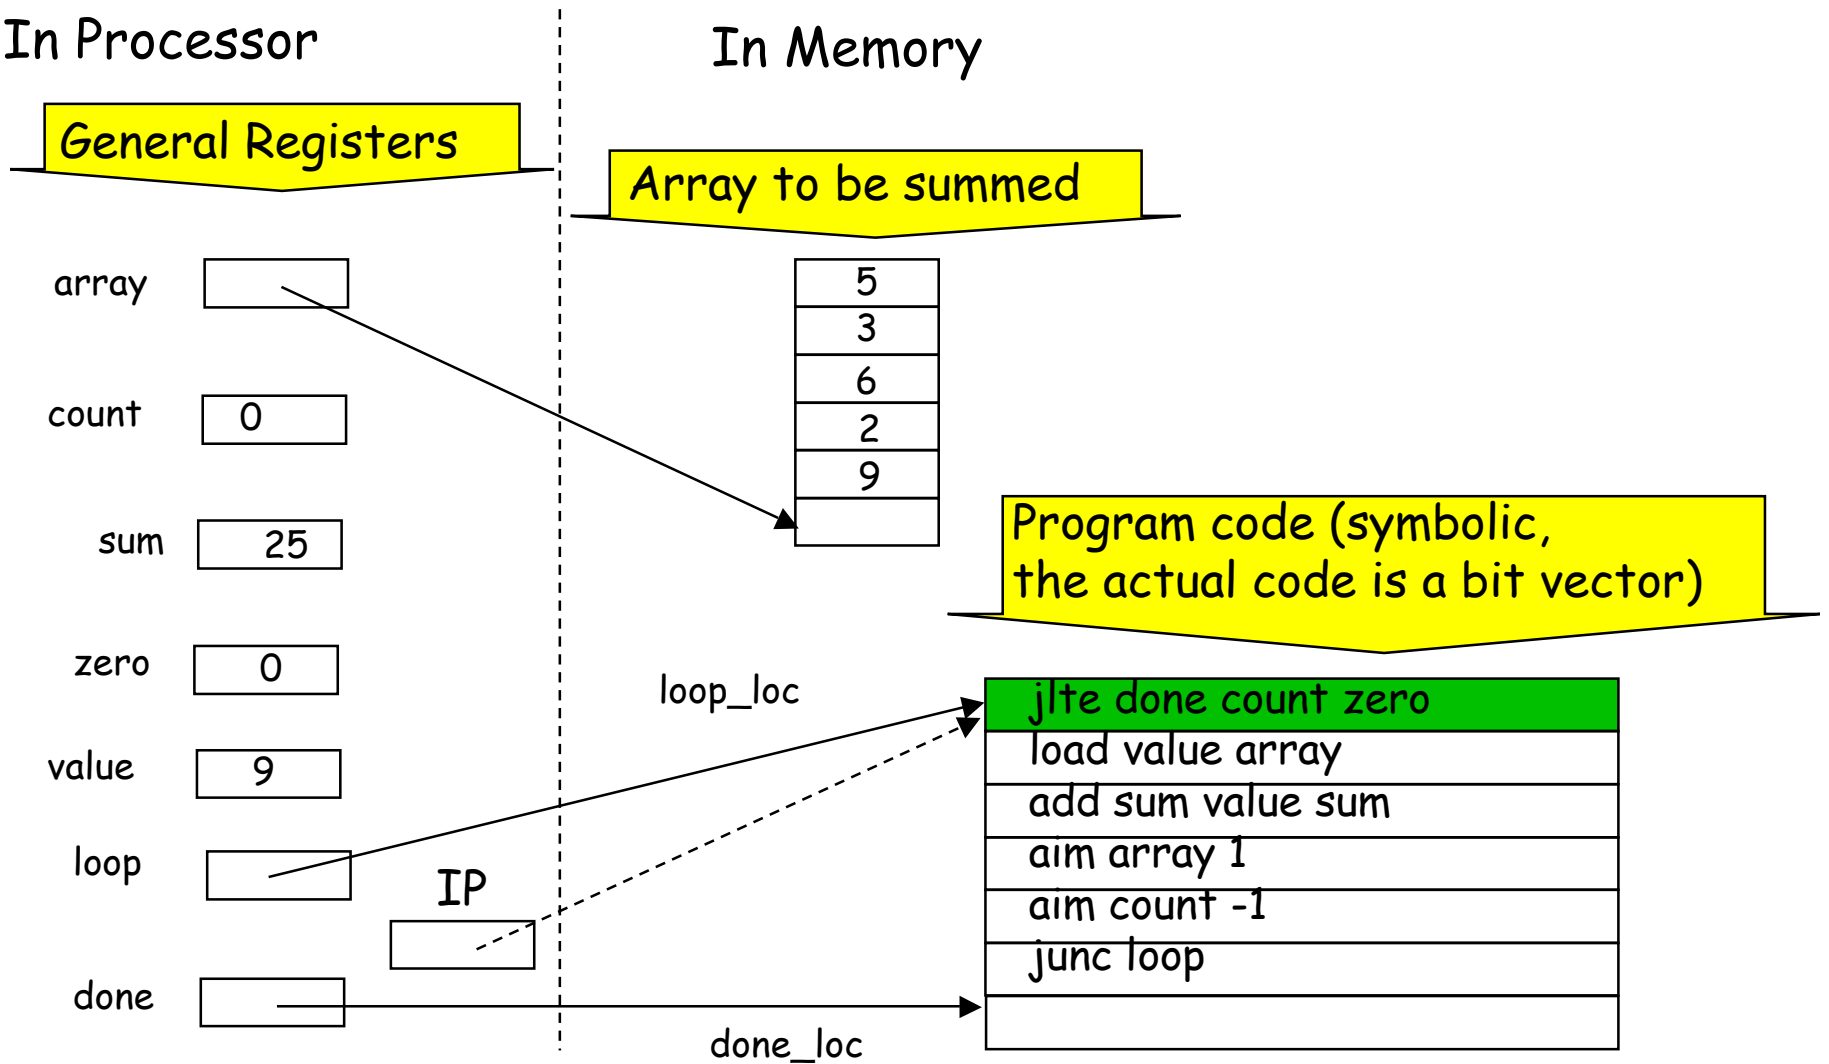 In Processor
In Memory
General Registers
Array to be summed
array
count
0
sum
25
zero
0
value
9
loop
IP
done
5
3
6
2
9
Program code (symbolic,
the actual code is a bit vector)
loop_loc
jlte done count zero
load value array
add sum value sum
aim array 1
aim count -1
junc loop
done_loc